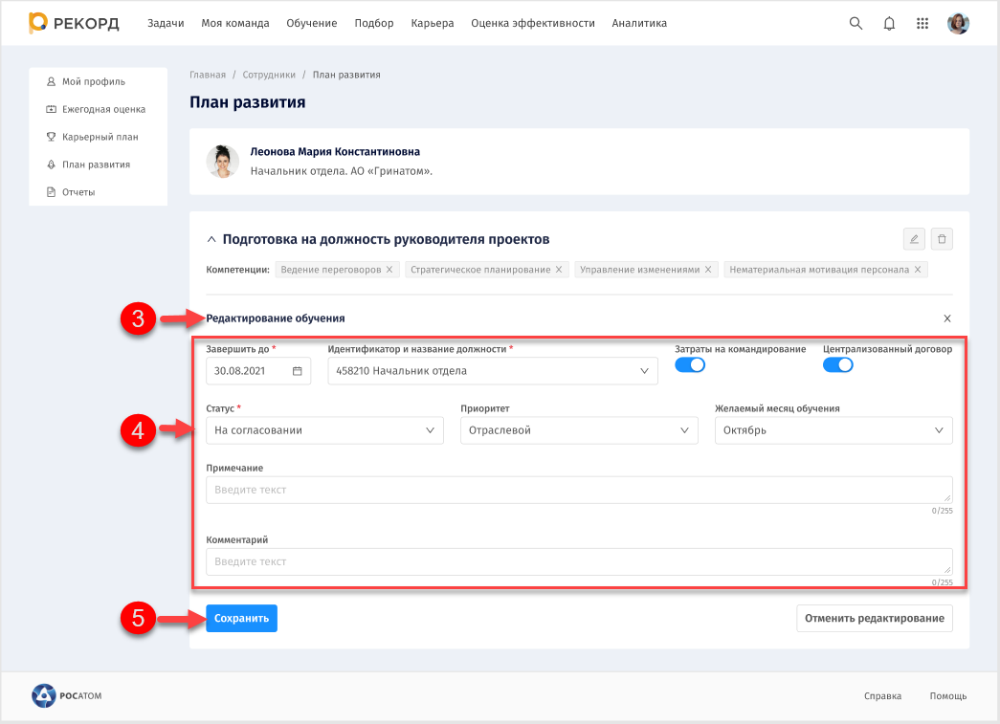 РЕКОРД Задачи Моя команда Обучение Подбор Карьера Оценка эффективности Аналитика
Мой профиль
Ежегодная оценка
Карьерный план
План развития
Отчеты
Главная / Сотрудники / План развития
План развития
Леонова Мария Константиновна
Начальник отдела. АО «Гринатом».
Подготовка на должность руководителя проектов
Компетенции: Ведение переговоров × Стратегическое планирование × Управление изменениями × Нематериальная мотивация персонала ×
3 Редактирование обучения ×
Завершить до * Идентификатор и название должности * Затраты на командирование Централизованный договор
30.08.2021 458210 Начальник отдела
Статус * Приоритет Желаемый месяц обучения
4 На согласовании Отраслевой Октябрь
Примечание
Введите текст
0/255
Комментарий
Введите текст
0/255
5 Сохранить Отменить редактирование
РОСАТОМ Справка Помощь